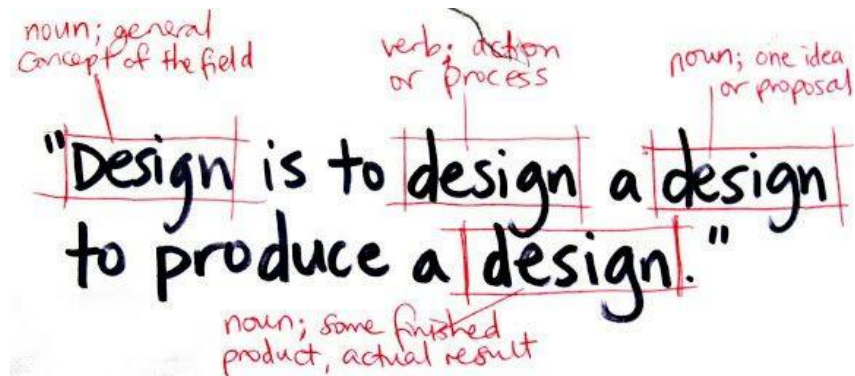 noun; general
concept of the field
verb; action
or process
noun; one idea
or proposal
"Design is to design a design
to produce a design."
noun; some finished
product, actual result